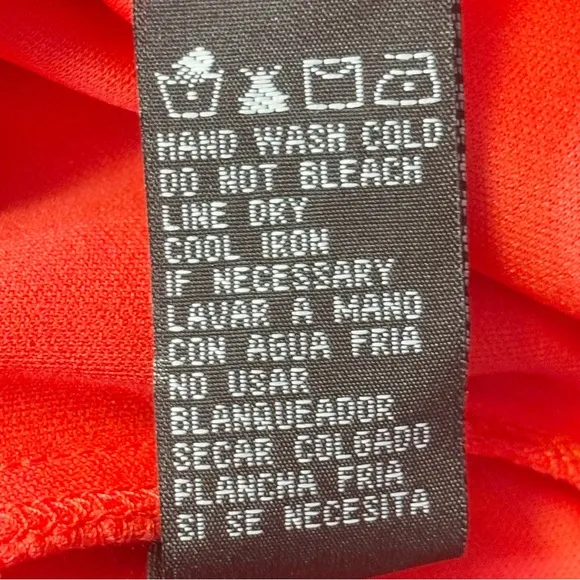 HAND WASH COLD
DO NOT BLEACH
LINE DRY
COOL IRON
IF NECESSARY
LAVAR A MANO
CON AGUA FRIA
NO USAR
BLANQUEADOR
SECAR COLGADO
PLANCHA FRIA
SI SE NECESITA